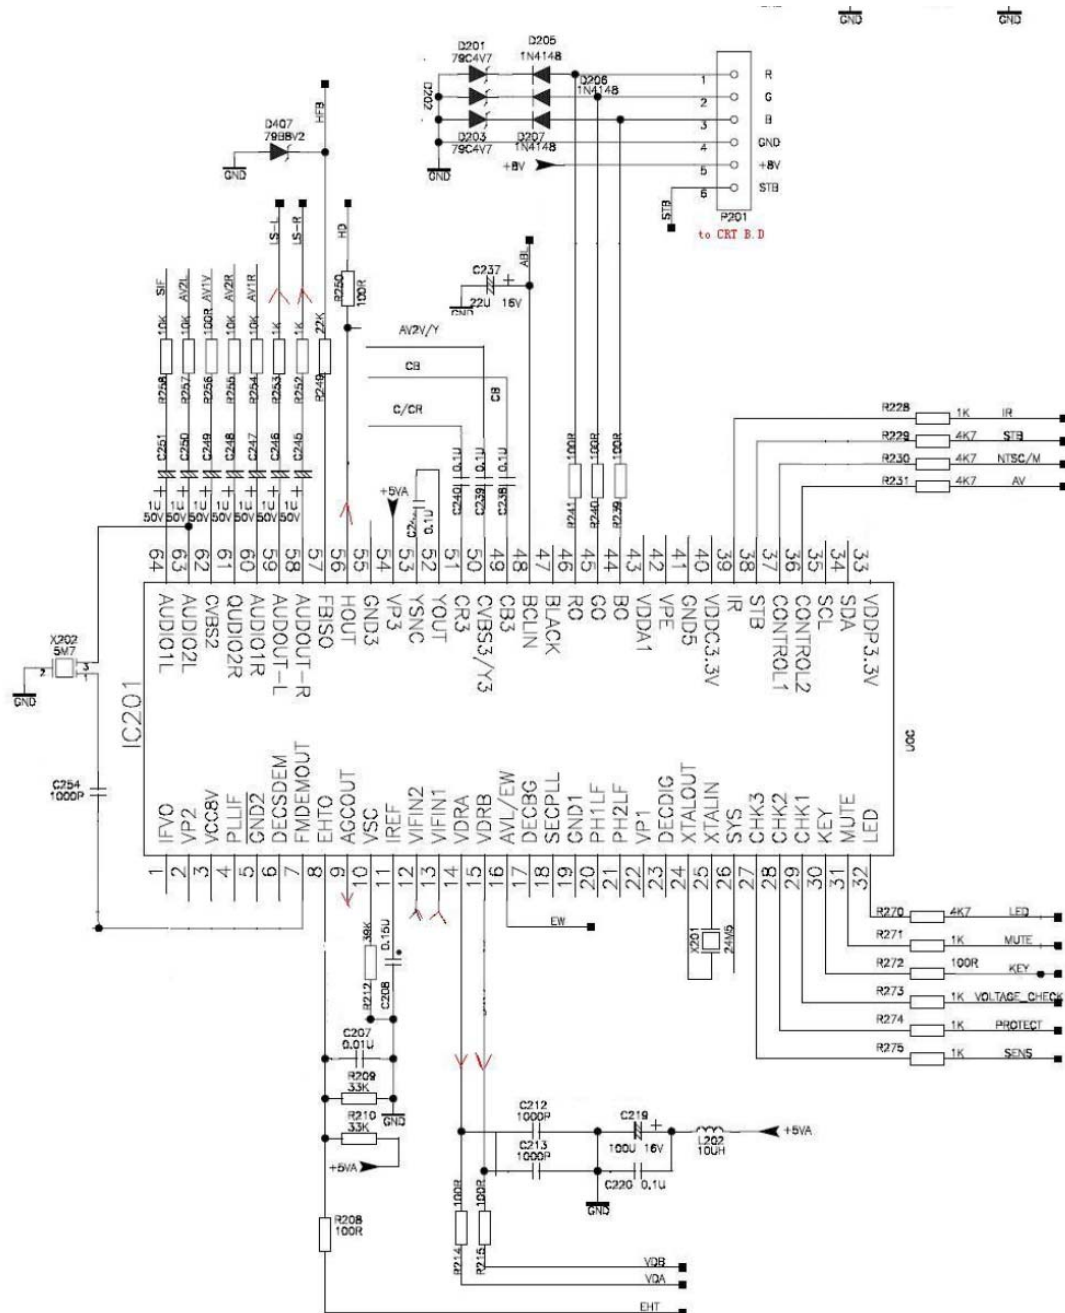 GND
GND
D201
79C4V7
D205
1N4148
D206
1N4148
D202
D203
79C4V7
D207
1N4148
1
2
3
4
5
6
R
G
B
GND
+8V
STB
+8V
STB
P201
to CRT B.D
GND
HFB
D407
79B8V2
GND
LS-L
LS-R
HD
R250
100R
ABL
C237
22U 16V
+
GND
SIF
AV2L
AV1V
AV2R
AV1R
10K
10K
100R
10K
10K
1K
1K
22K
R258
R257
R256
R255
R254
R253
R252
R249
AV2V/Y
CB
C/CR
CB
C251
C250
C249
C248
C247
C246
C245
1U 50V
1U 50V
1U 50V
1U 50V
1U 50V
1U 50V
1U 50V
+5VA
0.1U
C240 0.1U
C239 0.1U
C238 0.1U
R241 100R
R240 100R
R239 100R
R228 1K IR
R229 4K7 STB
R230 4K7 NTSC/M
R231 4K7 AV
64 63 62 61 60 59 58 57 56 55 54 53 52 51 50 49 48 47 46 45 44 43 42 41 40 39 38 37 36 35 34 33
AUDIO1L
AUDIO2L
CVBS2
QUDIO2R
AUDIO1R
AUDOUT-L
AUDOUT-R
FBISO
HOUT
GND3
VP3
YSNC
YOUT
CR3
CVBS3/Y3
CB3
BCLIN
BLACK
RO
GO
BO
VDDA1
VPE
GND5
VDDC3.3V
IR
STB
CONTROL1
CONTROL2
SCL
SDA
VDDP3.3V
X202
5M7
2
3
1
GND
IC201
UOC
C254
1000P
IFVO
VP2
VCC8V
PLLIF
GND2
DECSDEM
FMDEMOUT
EHTO
AGCOUT
VSC
IREF
VIFIN2
VIFIN1
VDRA
VDRB
AVL/EW
DECBG
SECPLL
GND1
PH1LF
PH2LF
VP1
DECDIG
XTALOUT
XTALIN
SYS
CHK3
CHK2
CHK1
KEY
MUTE
LED
1 2 3 4 5 6 7 8 9 10 11 12 13 14 15 16 17 18 19 20 21 22 23 24 25 26 27 28 29 30 31 32
R270 4K7 LED
R271 1K MUTE
R272 100R KEY
R273 1K VOLTAGE_CHECK
R274 1K PROTECT
R275 1K SENS
EW
X201
24M5
39K
R212
0.15U
C208
C207
0.01U
R209
33K
R210
33K
GND
+5VA
R208
100R
C212
1000P
C213
1000P
C219
+
100U 16V
C220 0.1U
L202
10UH
+5VA
GND
100R
R214
100R
R215
VDB
VDA
EHT